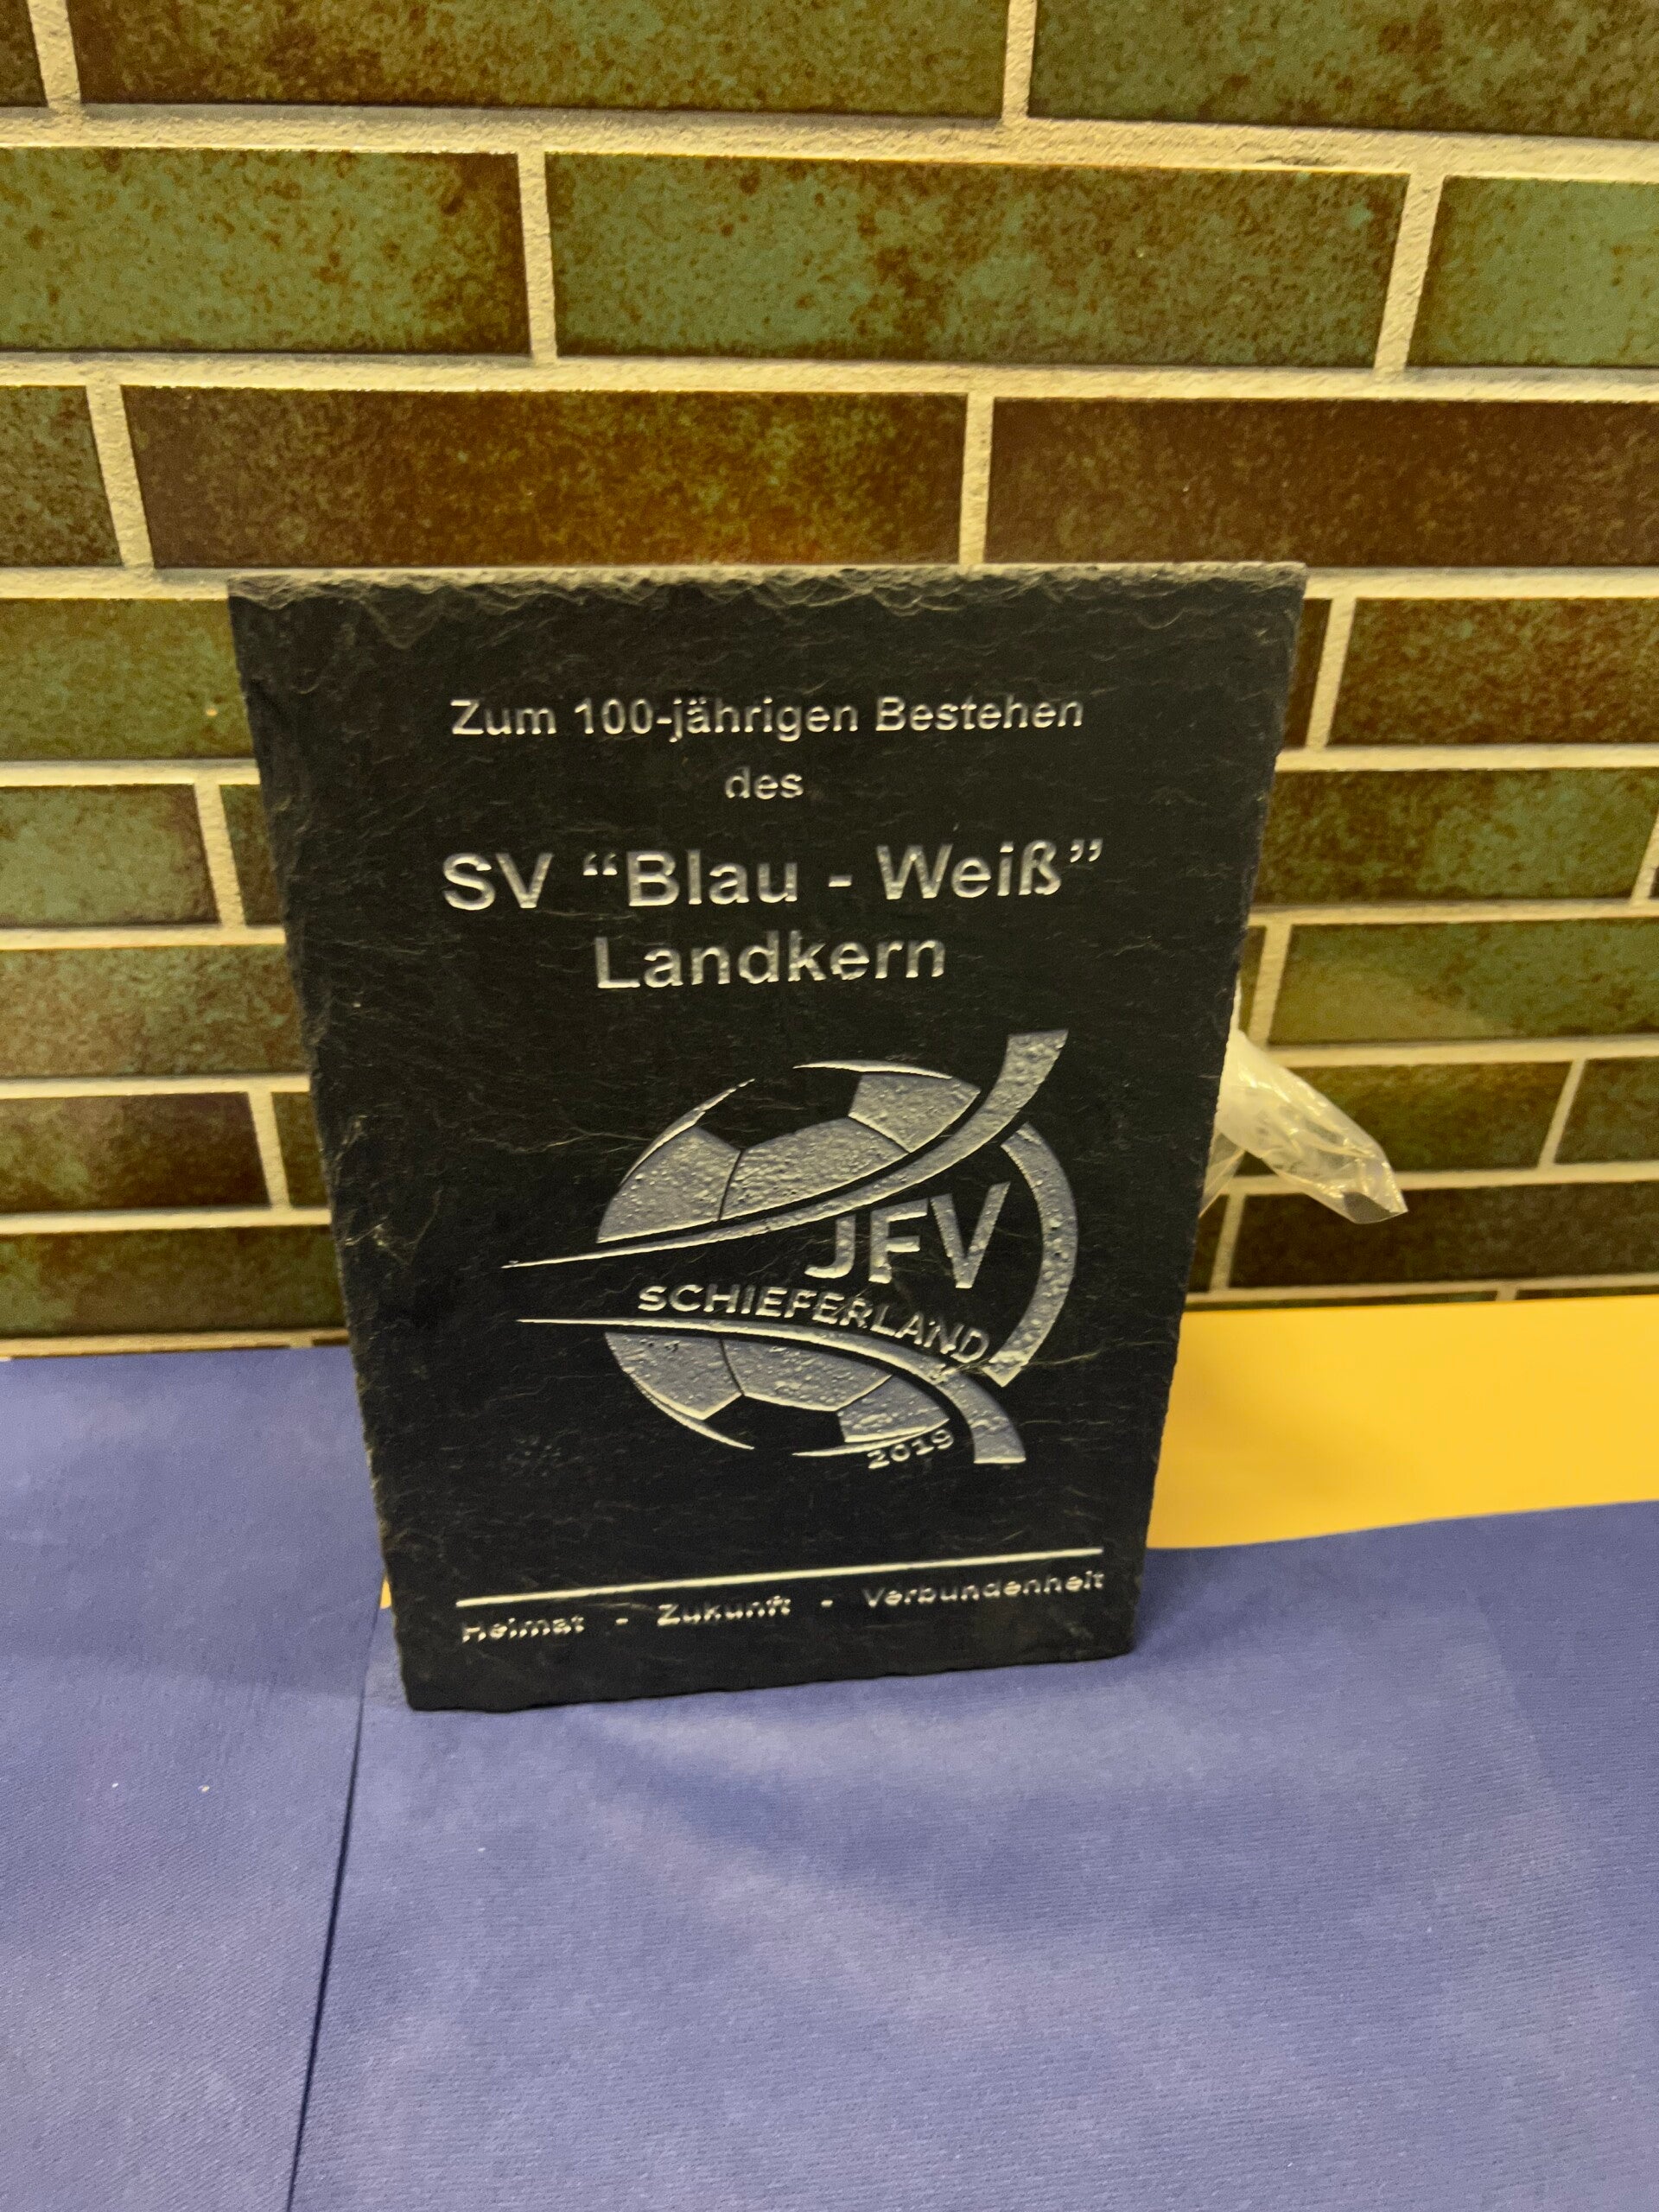 Zum 100-jährigen Bestehen
des
SV “Blau - Weiß”
Landkern
JFV
SCHIEFERLAND
2019
Heimat - Zukunft - Verbundenheit